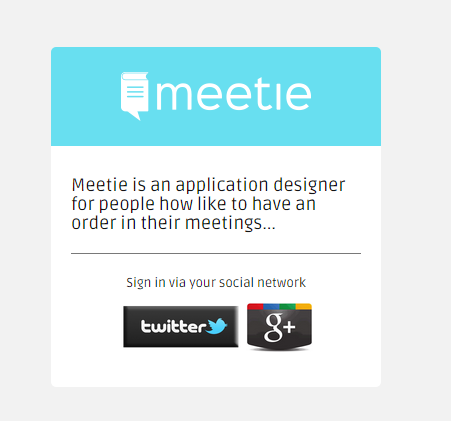 meetie
Meetie is an application designer
for people how like to have an
order in their meetings...
Sign in via your social network
twitter
g+